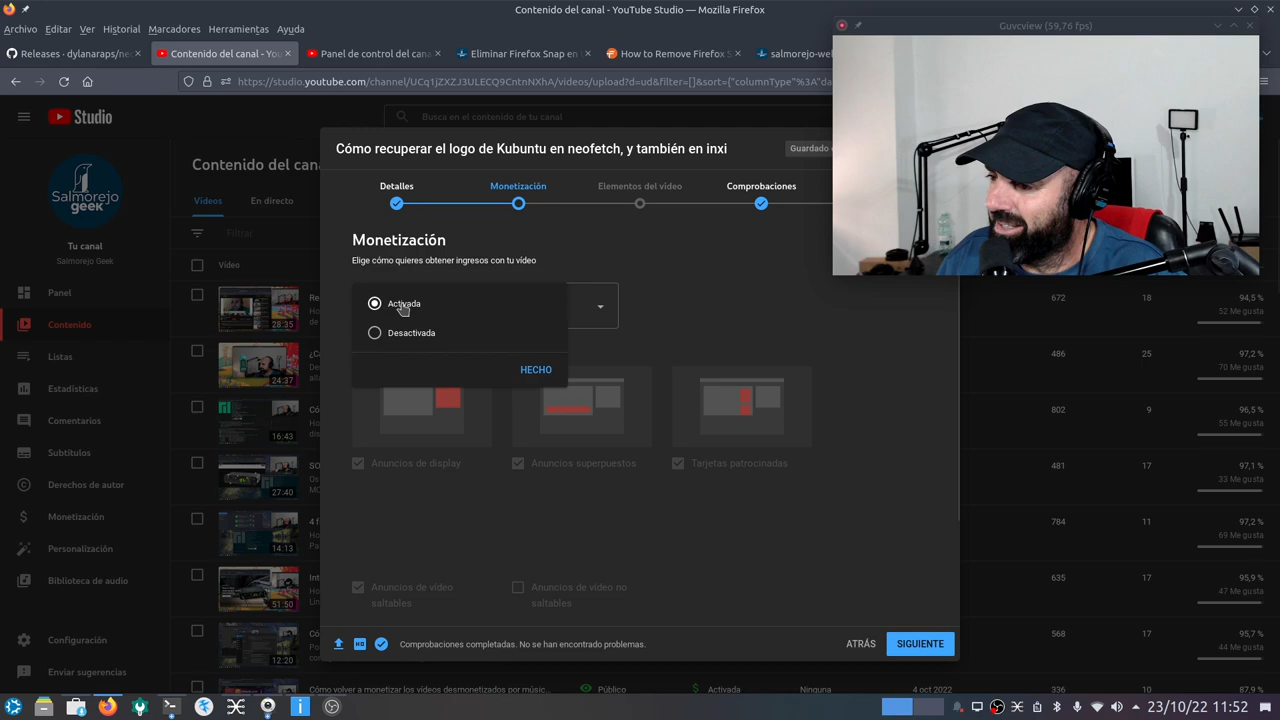 Contenido del canal - YouTube Studio — Mozilla Firefox
Archivo Editar Ver Historial Marcadores Herramientas Ayuda
Releases · dylanaraps/ne
Contenido del canal - You
Panel de control del cana
Eliminar Firefox Snap en
How to Remove Firefox S
salmorejo-web
https://studio.youtube.com/channel/UCq1jZXZJ3ULECQ9CntnNXhA/videos/upload?d=ud&filter=[]&sort={"columnType"%3A"da
Guvcview (59,76 fps)
Studio
Busca en el contenido de tu canal
Salmorejo
geek
Tu canal
Salmorejo Geek
Panel
Contenido
Listas
Estadísticas
Comentarios
Subtítulos
Derechos de autor
Monetización
Personalización
Biblioteca de audio
Configuración
Enviar sugerencias
Contenido del cana
Vídeos
En directo
Filtrar
Vídeo
28:35
24:37
16:43
27:40
14:13
51:50
12:20
Cómo recuperar el logo de Kubuntu en neofetch, y también en inxi
Guardado
Detalles
Monetización
Elementos del vídeo
Comprobaciones
Monetización
Elige cómo quieres obtener ingresos con tu vídeo
Activada
Desactivada
HECHO
Anuncios de display
Anuncios superpuestos
Tarjetas patrocinadas
Anuncios de vídeo
saltables
Anuncios de vídeo no
saltables
Comprobaciones completadas. No se han encontrado problemas.
ATRÁS
SIGUIENTE
672 18 94,5 %
52 Me gusta
486 25 97,2 %
70 Me gusta
802 9 96,5 %
55 Me gusta
481 17 97,1 %
33 Me gusta
784 11 97,2 %
69 Me gusta
635 17 95,9 %
47 Me gusta
568 17 95,7 %
44 Me gusta
Cómo volver a monetizar los vídeos desmonetizados por músic...
Público
Activada
Ninguna
4 oct 2022
336 10 87,9 %
23/10/22 11:52